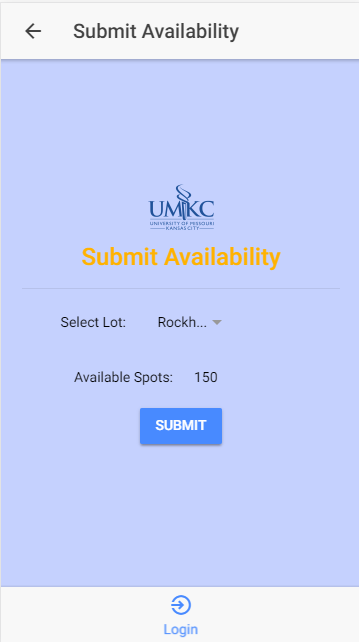 Submit Availability
UMKC
UNIVERSITY OF MISSOURI
KANSAS CITY
Submit Availability
Select Lot: Rockh...
Available Spots: 150
SUBMIT
Login